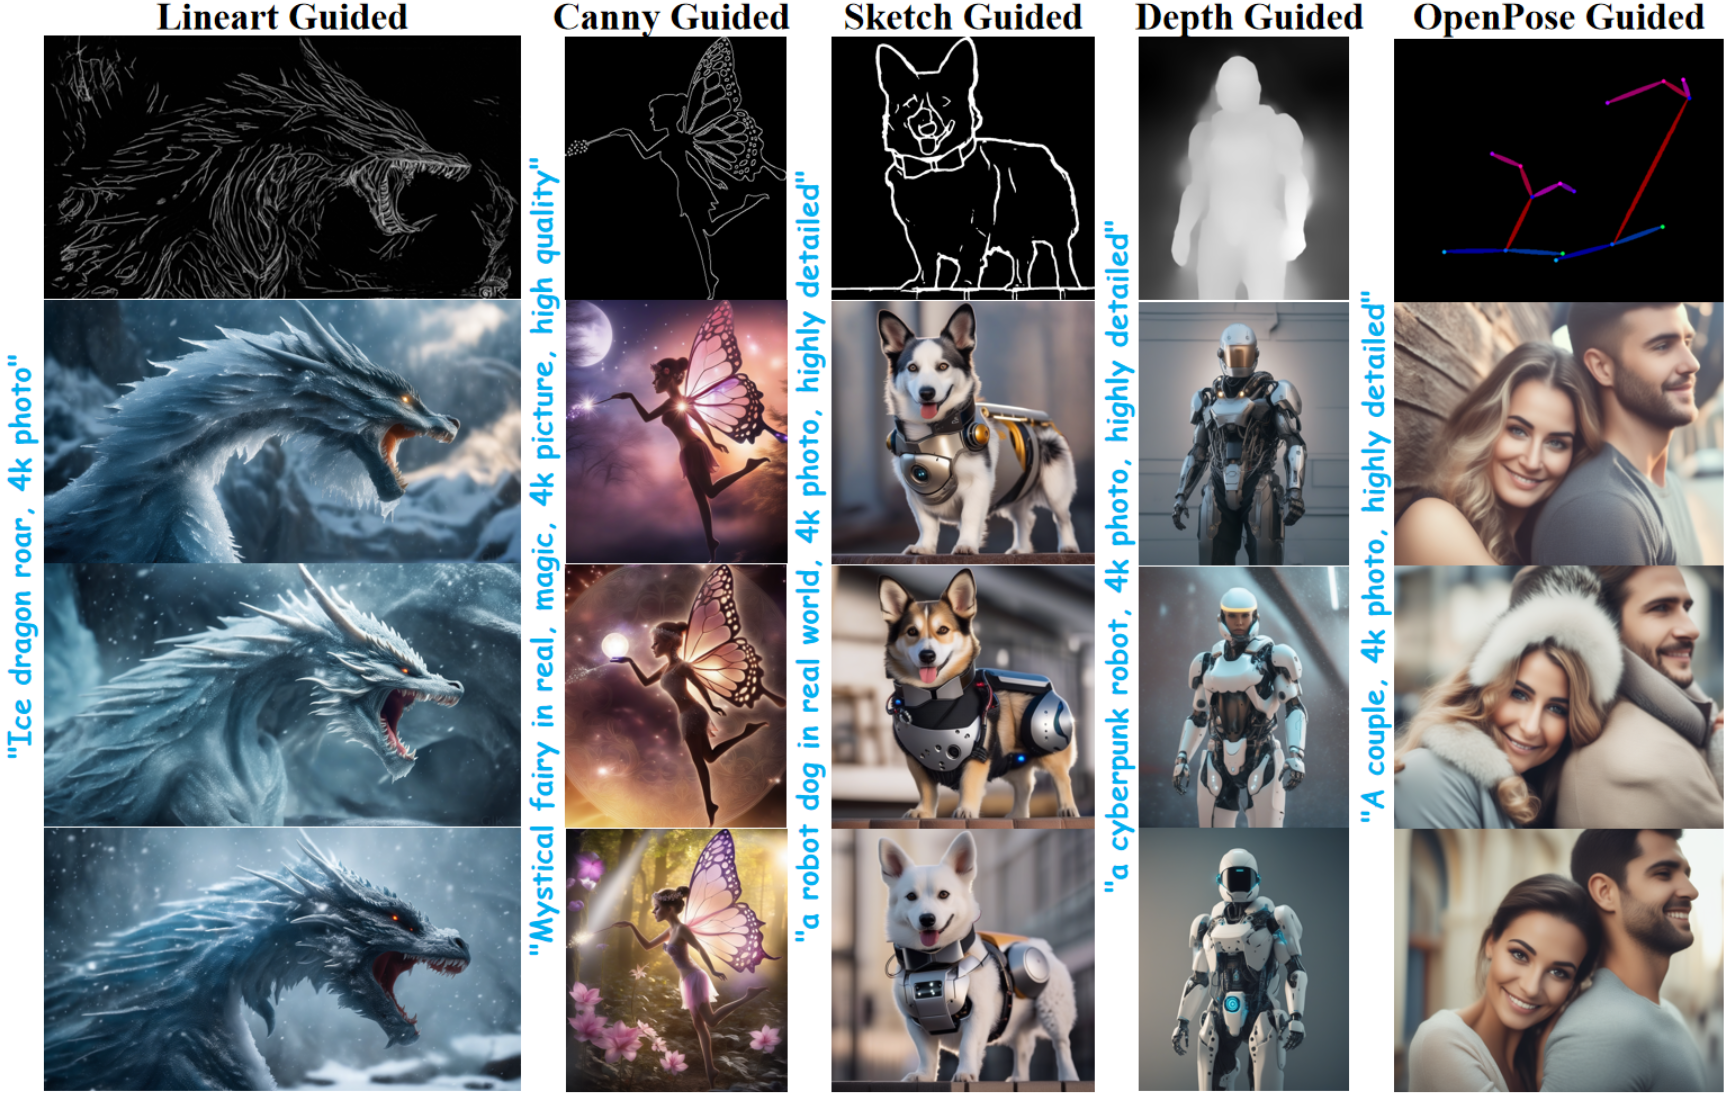 Lineart Guided
Canny Guided
Sketch Guided
Depth Guided
OpenPose Guided
"Ice dragon roar, 4k photo"
"Mystical fairy in real, magic, 4k picture, high quality"
"a robot dog in real world, 4k photo, highly detailed"
"a cyberpunk robot, 4k photo, highly detailed"
"A couple, 4k photo, highly detailed"